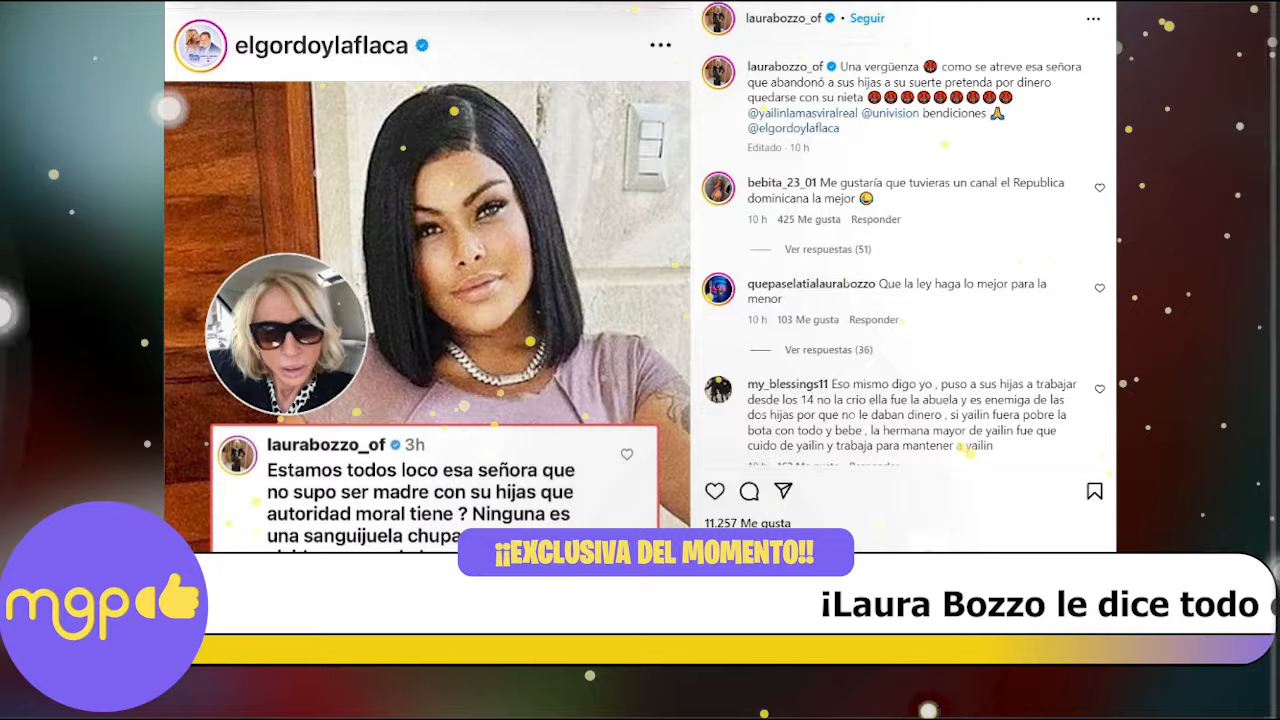 elgordoylaflaca
laurabozzo_of • Seguir
laurabozzo_of Una vergüenza como se atreve esa señora
que abandonó a sus hijas a su suerte pretenda por dinero
quedarse con su nieta
@yailinlamasviralreal @univision bendiciones
@elgordoylaflaca
Editado · 10 h
bebita_23_01 Me gustaría que tuvieras un canal el Republica
dominicana la mejor
10 h 425 Me gusta Responder
Ver respuestas (51)
quepaselatialaurabozzo Que la ley haga lo mejor para la
menor
10 h 103 Me gusta Responder
Ver respuestas (36)
my_blessings11 Eso mismo digo yo , puso a sus hijas a trabajar
desde los 14 no la crio ella fue la abuela y es enemiga de las
dos hijas por que no le daban dinero , si yailin fuera pobre la
bota con todo y bebe , la hermana mayor de yailin fue que
cuido de yailin y trabaja para mantener a yailin
11.257 Me gusta
laurabozzo_of 3h
Estamos todos loco esa señora que
no supo ser madre con su hijas que
autoridad moral tiene ? Ninguna es
una sanguijuela chupa
¡¡EXCLUSIVA DEL MOMENTO!!
mgp
¡Laura Bozzo le dice todo